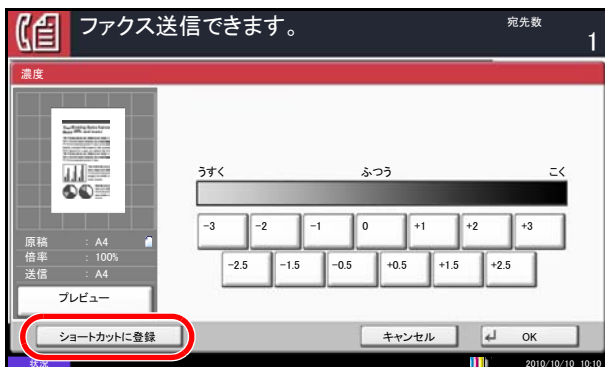 ファクス送信できます。
宛先数
1
濃度
うすく ふつう こく
-3 -2 -1 0 +1 +2 +3
-2.5 -1.5 -0.5 +0.5 +1.5 +2.5
原稿 : A4
倍率 : 100%
送信 : A4
プレビュー
ショートカットに登録 キャンセル OK
状況 2010/10/10 10:10